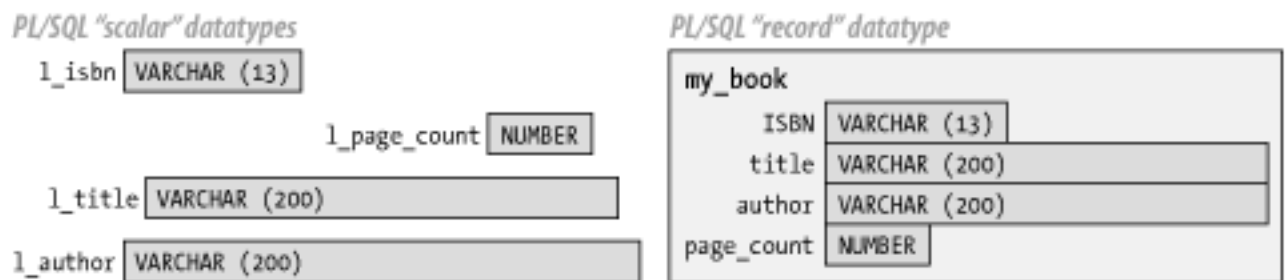 PL/SQL “scalar” datatypes
l_isbn VARCHAR (13)
l_page_count NUMBER
l_title VARCHAR (200)
l_author VARCHAR (200)
PL/SQL “record” datatype
my_book
ISBN VARCHAR (13)
title VARCHAR (200)
author VARCHAR (200)
page_count NUMBER